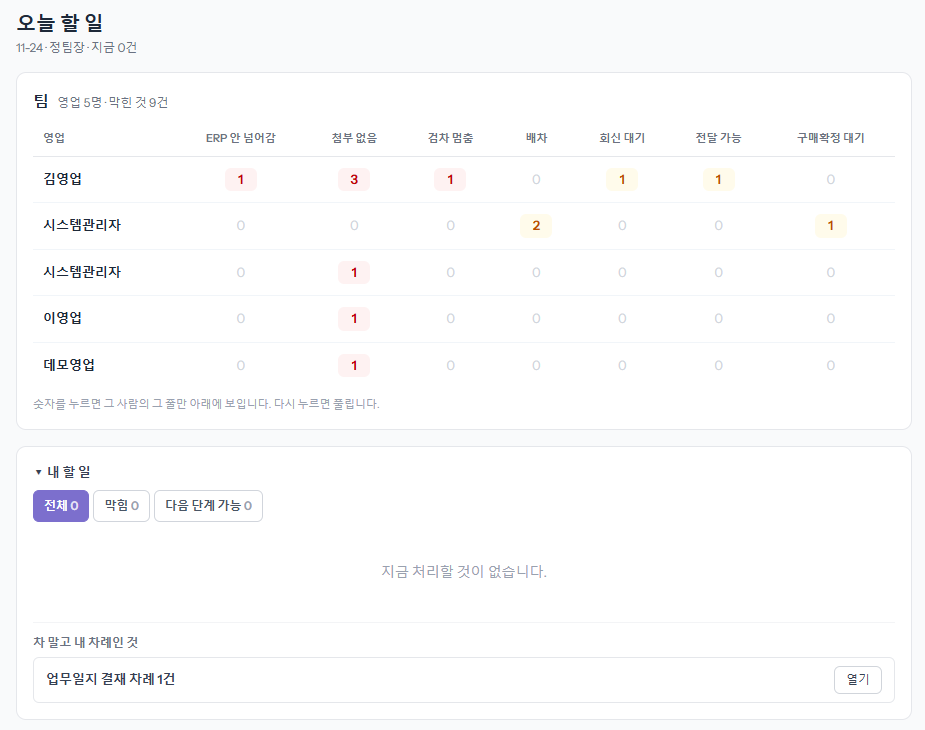 오늘 할 일
11-24 · 정팀장 · 지금 0건
팀 영업 5명 · 막힌 것 9건
영업 ERP 안 넘어감 첨부 없음 검차 멈춤 배차 회신 대기 전달 가능 구매확정 대기
김영업 1 3 1 0 1 1 0
시스템관리자 0 0 0 2 0 0 1
시스템관리자 0 1 0 0 0 0 0
이영업 0 1 0 0 0 0 0
데모영업 0 1 0 0 0 0 0
숫자를 누르면 그 사람의 그 줄만 아래에 보입니다. 다시 누르면 풀립니다.
▾ 내 할 일
전체 0 막힘 0 다음 단계 가능 0
지금 처리할 것이 없습니다.
차 말고 내 차례인 것
업무일지 결재 차례 1건 열기